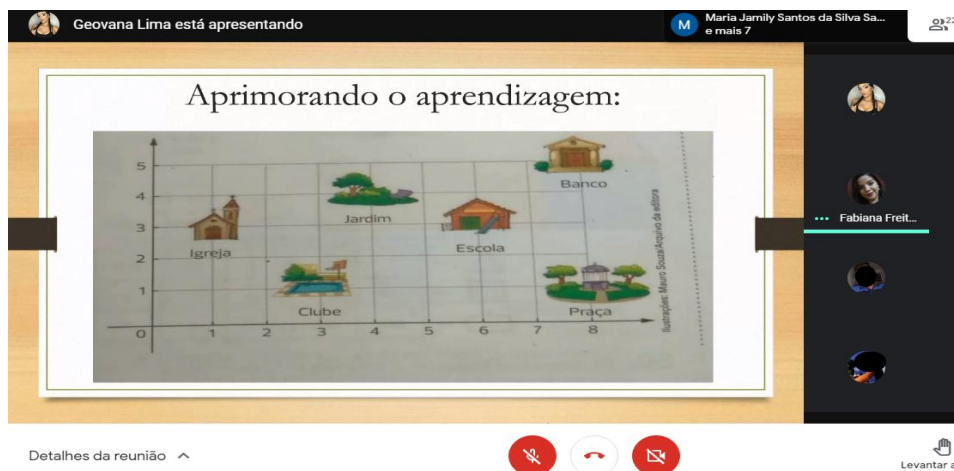 Geovana Lima está apresentando
M
Maria Jamily Santos da Silva Sa...
e mais 7
22
Aprimorando o aprendizagem:
5
4
3
2
1
0
1
2
3
4
5
6
7
8
Banco
Jardim
Igreja
Escola
Clube
Praça
Ilustrações: Mauro Souza/Arquivo da editora
... Fabiana Freit...
Detalhes da reunião
Levantar a